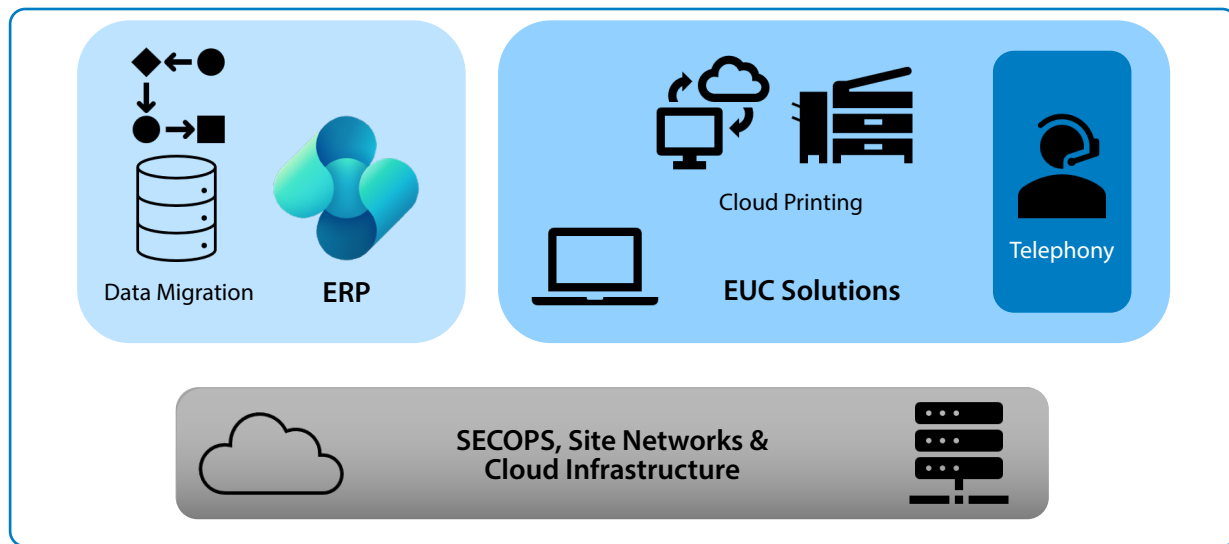 Data Migration
ERP
Cloud Printing
EUC Solutions
Telephony
SECOPS, Site Networks &
Cloud Infrastructure